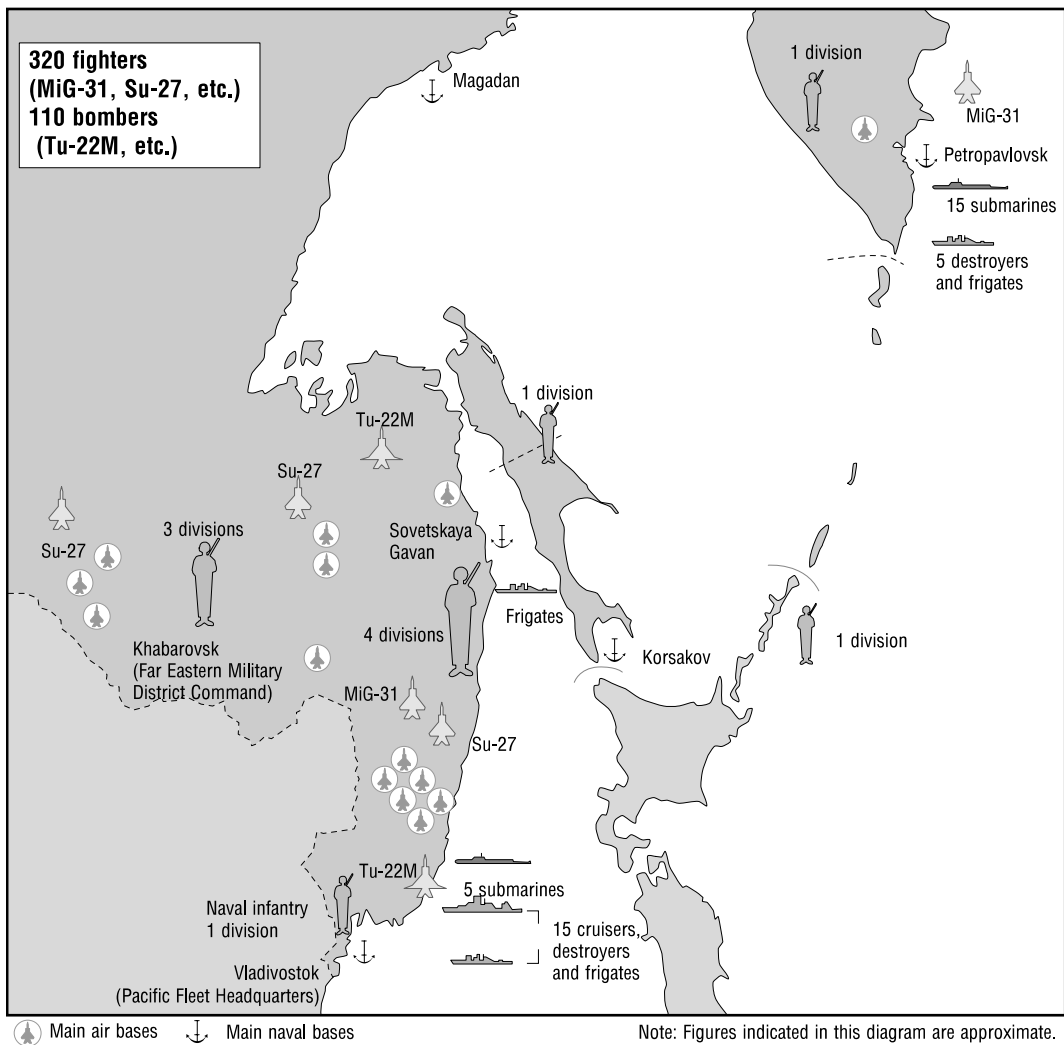 320 fighters
(MiG-31, Su-27, etc.)
110 bombers
(Tu-22M, etc.)
Magadan
1 division
MiG-31
Petropavlovsk
15 submarines
5 destroyers
and frigates
1 division
Tu-22M
Su-27
3 divisions
Su-27
Sovetskaya
Gavan
4 divisions
Frigates
Khabarovsk
(Far Eastern Military
District Command)
Korsakov
1 division
MiG-31
Su-27
Tu-22M
5 submarines
Naval infantry
1 division
15 cruisers,
destroyers
and frigates
Vladivostok
(Pacific Fleet Headquarters)
Main air bases
Main naval bases
Note: Figures indicated in this diagram are approximate.